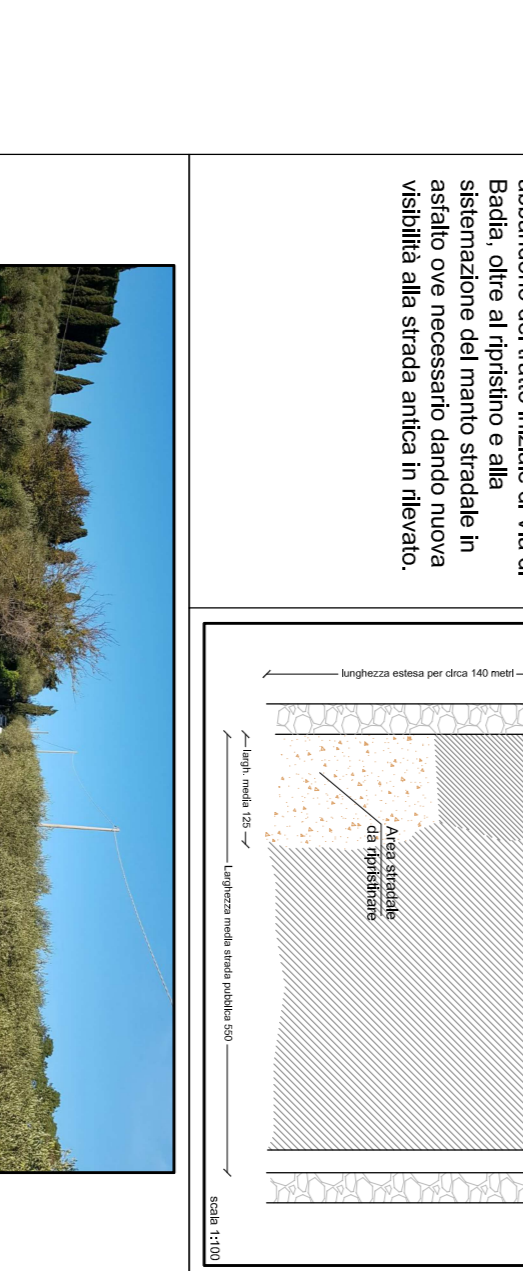 Badia, oltre al ripristino e alla
sistemazione del manto stradale in
asfalto ove necessario dando nuova
visibilità alla strada antica in rilevato.
lunghezza estesa per circa 140 metri
Area stradale
da ripristinare
largh. media 125
Larghezza media strada pubblica 550
scala 1:100